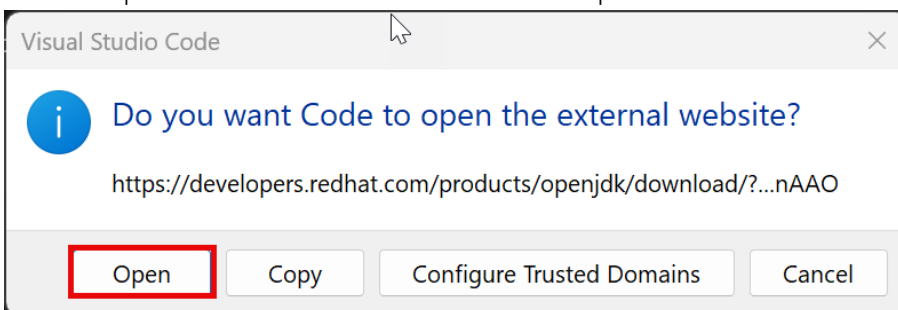 Visual Studio Code
Do you want Code to open the external website?
https://developers.redhat.com/products/openjdk/download/?...nAAO
Open Copy Configure Trusted Domains Cancel